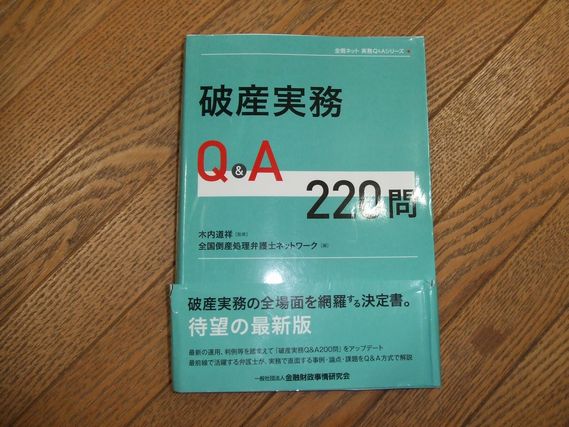 全倒ネット 実務Q&Aシリーズ
破産実務
Q&A
220問
木内道祥 [監修]
全国倒産処理弁護士ネットワーク [編]
破産実務の全場面を網羅する決定書。
待望の最新版
最新の運用、判例等を踏まえて「破産実務Q&A200問」をアップデート
最前線で活躍する弁護士が、実務で直面する事例・論点・課題をQ&A方式で解説
一般社団法人 金融財政事情研究会